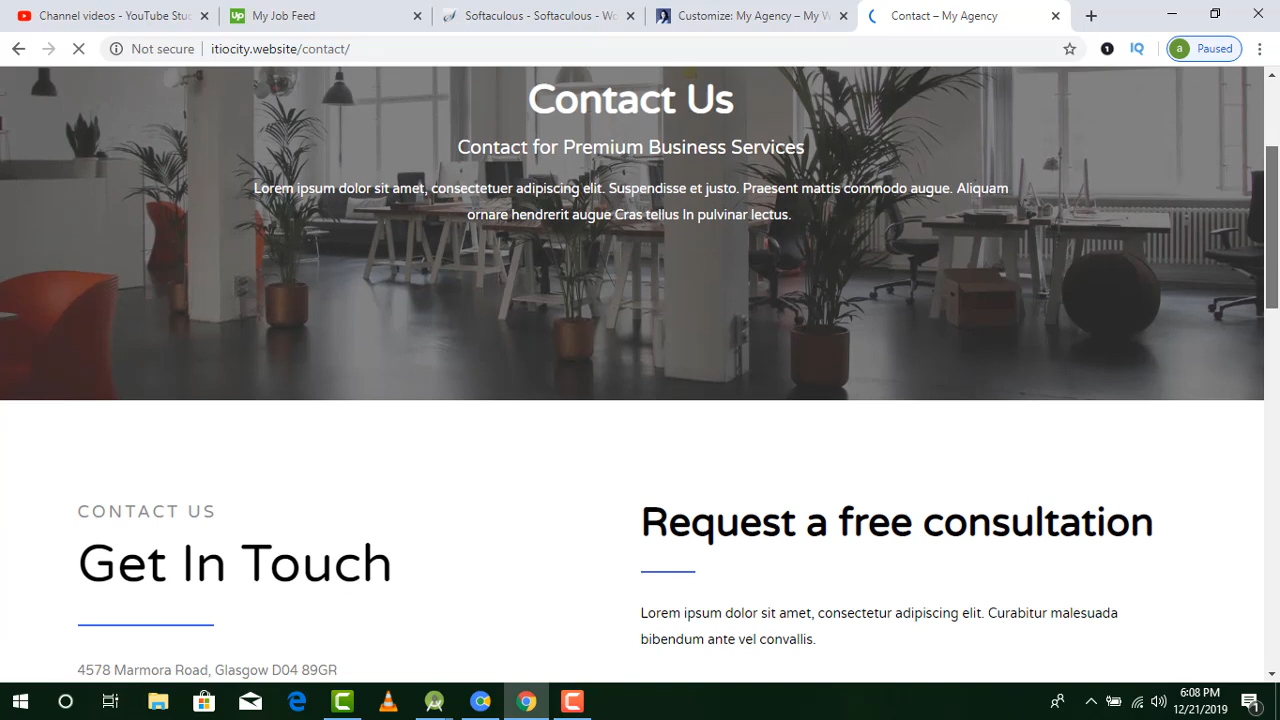 Channel videos - YouTube Stu
Up
My Job Feed
Softaculous - Softaculous - Wo
Customize: My Agency – My W
Contact – My Agency
Not secure
itiocity.website/contact/
1
IQ
a
Paused
Contact Us
Contact for Premium Business Services
Lorem ipsum dolor sit amet, consectetuer adipiscing elit. Suspendisse et justo. Praesent mattis commodo augue. Aliquam
ornare hendrerit augue Cras tellus In pulvinar lectus.
CONTACT US
Get In Touch
4578 Marmora Road, Glasgow D04 89GR
Request a free consultation
Lorem ipsum dolor sit amet, consectetur adipiscing elit. Curabitur malesuada
bibendum ante vel convallis.
6:08 PM
12/21/2019
1